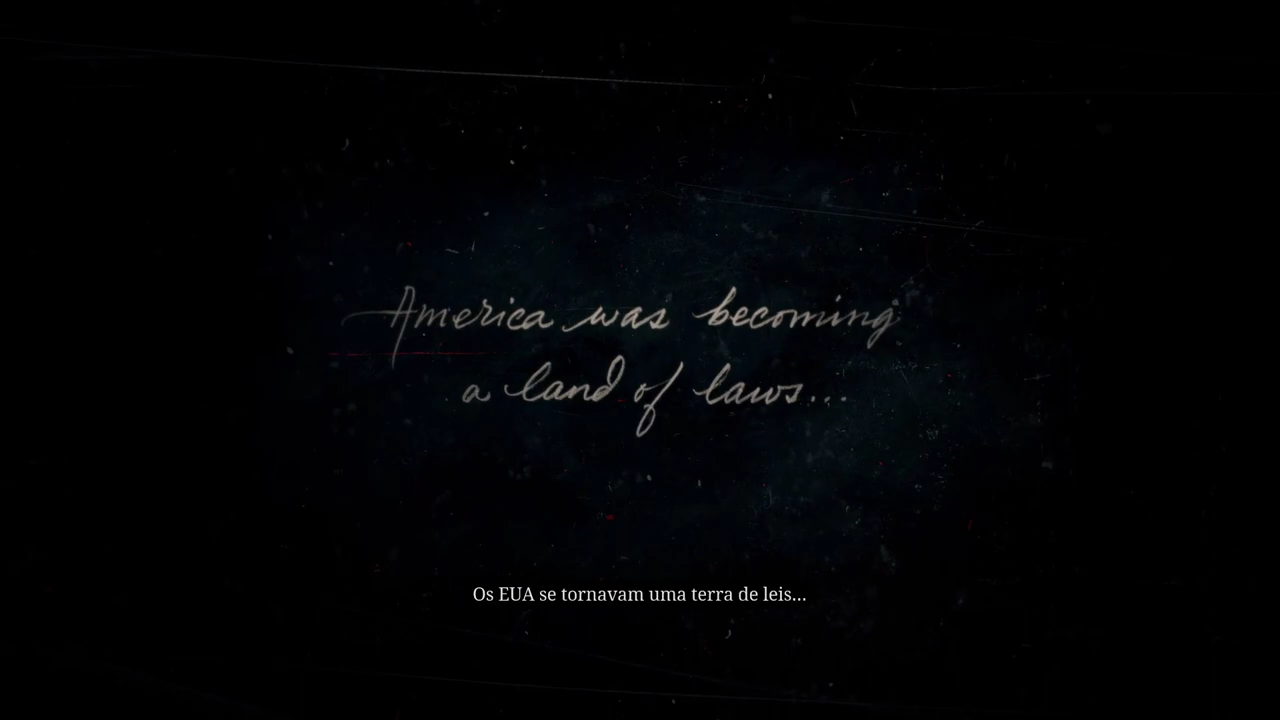 America was becoming
a land of laws...
Os EUA se tornavam uma terra de leis...